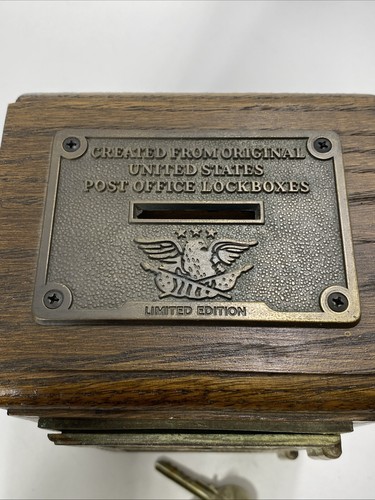 CREATED FROM ORIGINAL
UNITED STATES
POST OFFICE LOCKBOXES
LIMITED EDITION